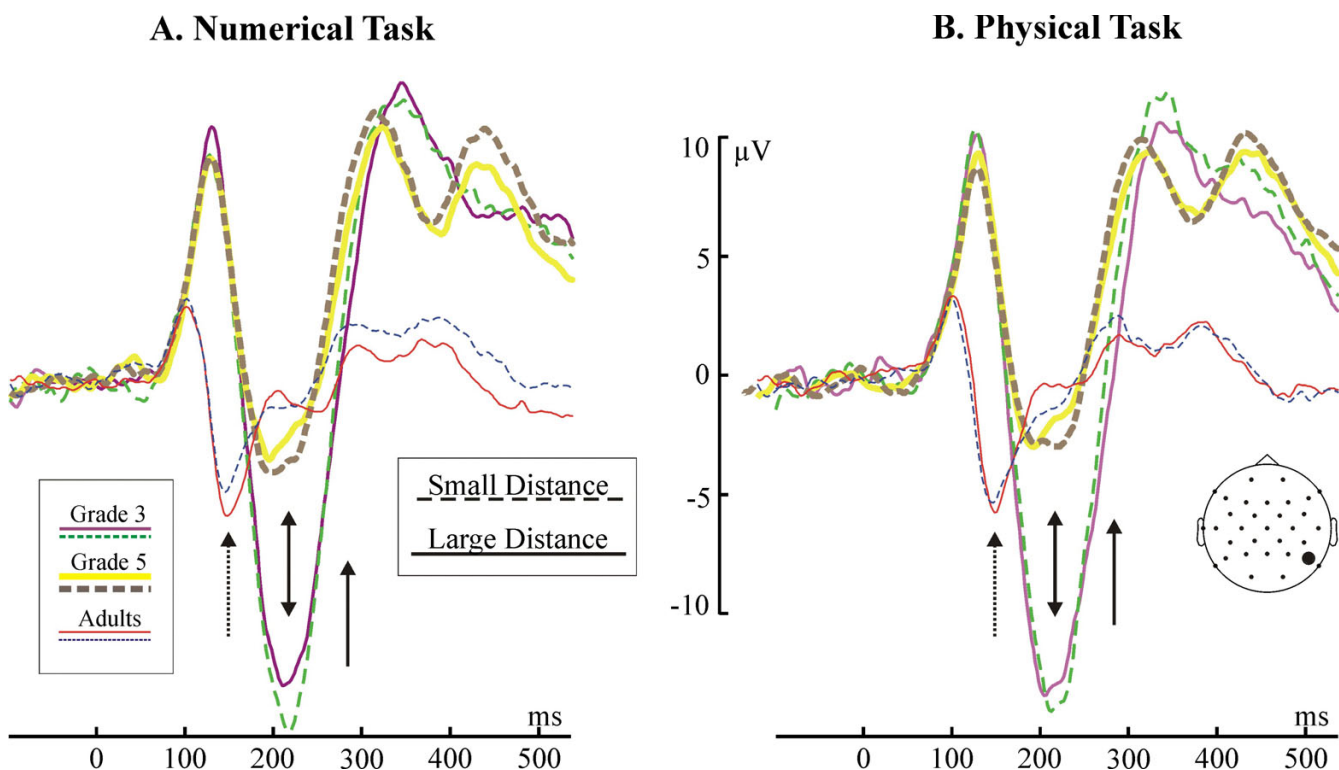 A. Numerical Task
B. Physical Task
10
µV
5
0
-5
-10
Grade 3
Grade 5
Adults
Small Distance
Large Distance
ms
0 100 200 300 400 500
ms
0 100 200 300 400 500